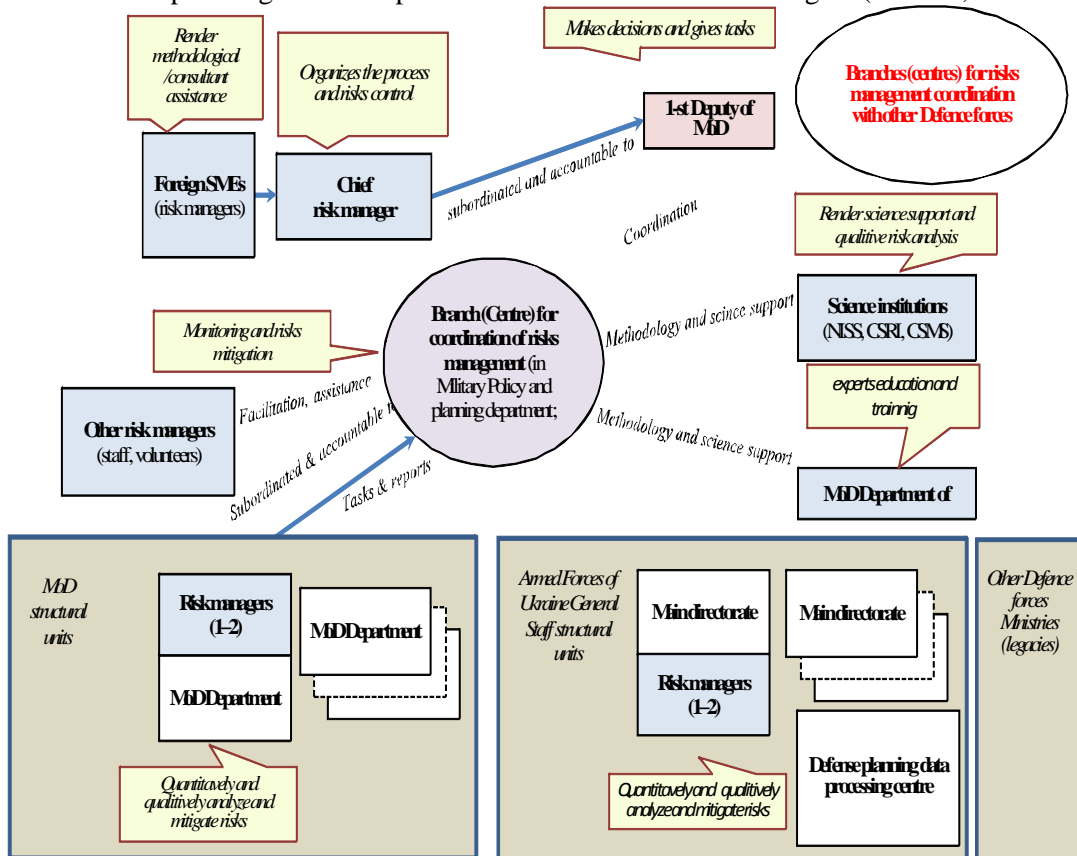 Render
methodological
/consultant
assistance
Organizes the process
and risks control
Makes decisions and gives tasks
Branches (centres) for risks
management coordination
with other Defence forces
1-st Deputy of
MoD
Foreign SMEs
(risk managers)
Chief
risk manager
subordinated and accountable to
Coordination
Render science support and
qualitive risk analysis
Science institutions
(NISS, CSRI, CSMS)
Methodology and scince support
Branch (Centre) for
coordination of risks
management (in
Military Policy and
planning department;
Monitoring and risks
mitigation
experts education and
trainnig
Facilitation, assistance
Other risk managers
(staff, volunteers)
Subordinated & accountable to
Tasks & reports
Methodology and science support
MoD Department of
MoD
structural
units
Risk managers
(1–2)
MoD Department
MoD Department
Quantitavely and
qualitively analyze and
mitigate risks
Armed Forces of
Ukraine General
Staff structural
units
Main directorate
Risk managers
(1–2)
Main directorate
Defense planning data
processing centre
Quantitavely and qualitively
analyze and mitigate risks
Other Defence
forces
Mnistries
(legacies)